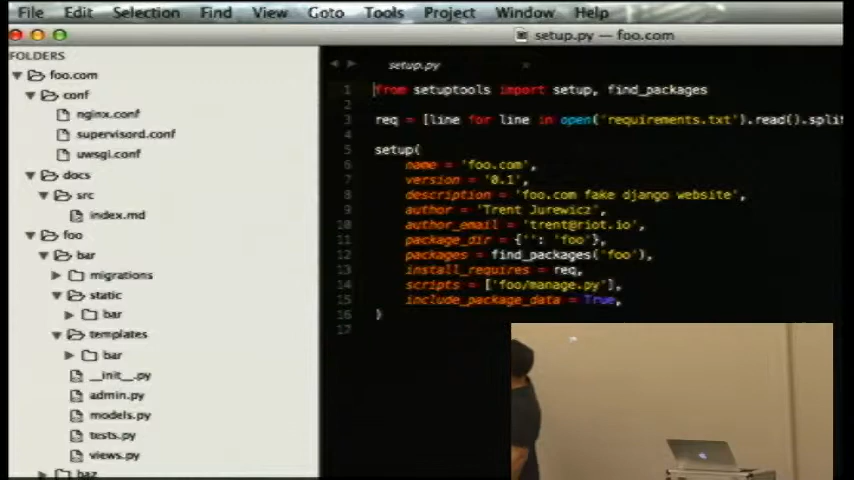 File Edit Selection Find View Goto Tools Project Window Help
setup.py — foo.com
FOLDERS
foo.com
conf
nginx.conf
supervisord.conf
uwsgi.conf
docs
src
index.md
foo
bar
migrations
static
bar
templates
bar
__init__.py
admin.py
models.py
tests.py
views.py
baz
setup.py
1 from setuptools import setup, find_packages
2
3 req = [line for line in open('requirements.txt').read().split
4
5 setup(
6 name = 'foo.com',
7 version = '0.1',
8 description = 'foo.com fake django website',
9 author = 'Trent Jurewicz',
10 author_email = 'trent@riot.io',
11 package_dir = {'': 'foo'},
12 packages = find_packages('foo'),
13 install_requires = req,
14 scripts = ['foo/manage.py'],
15 include_package_data = True,
16 )
17